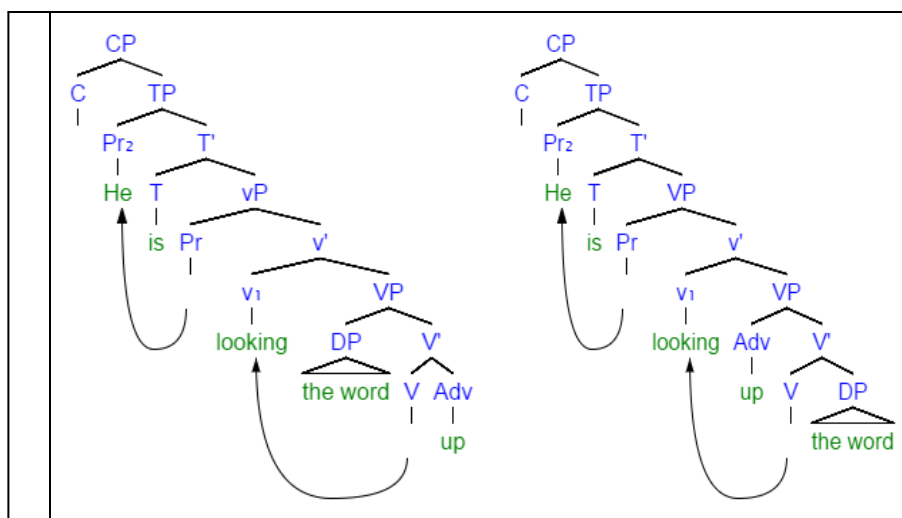 CP CP
C TP C TP
Pr₂ T' Pr₂ T'
He T vP He T VP
is Pr v' is Pr v'
v₁ VP v₁ VP
looking DP V' looking Adv V'
the word V Adv up V DP
up the word